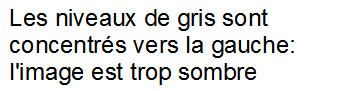 Les niveaux de gris sont
concentrés vers la gauche:
l'image est trop sombre